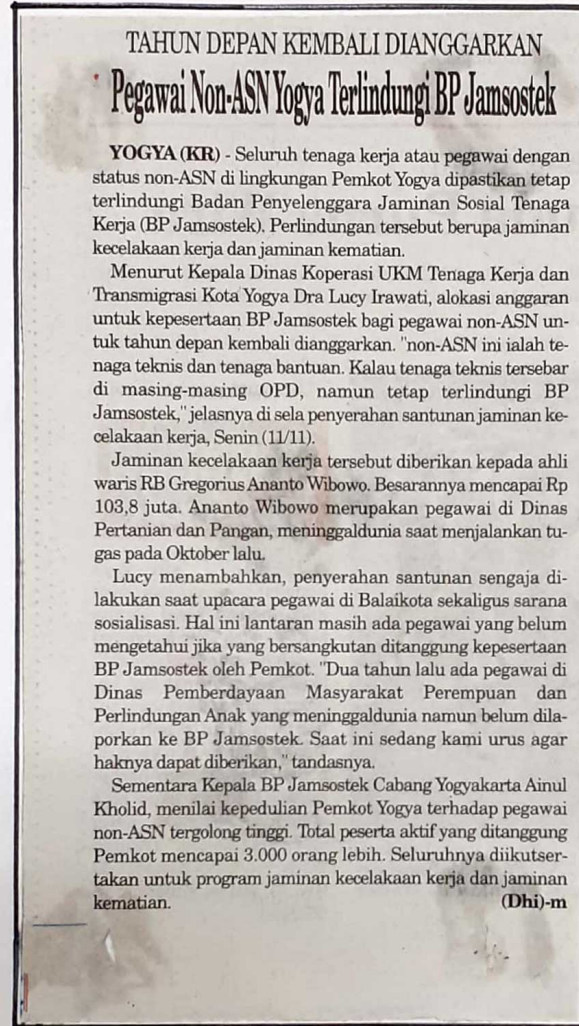 TAHUN DEPAN KEMBALI DIANGGARKAN
Pegawai Non-ASN Yogya Terlindungi BP Jamsostek
YOGYA (KR) - Seluruh tenaga kerja atau pegawai dengan
status non-ASN di lingkungan Pemkot Yogya dipastikan tetap
terlindungi Badan Penyelenggara Jaminan Sosial Tenaga
Kerja (BP Jamsostek). Perlindungan tersebut berupa jaminan
kecelakaan kerja dan jaminan kematian.
Menurut Kepala Dinas Koperasi UKM Tenaga Kerja dan
Transmigrasi Kota Yogya Dra Lucy Irawati, alokasi anggaran
untuk kepesertaan BP Jamsostek bagi pegawai non-ASN un-
tuk tahun depan kembali dianggarkan. "non-ASN ini ialah te-
naga teknis dan tenaga bantuan. Kalau tenaga teknis tersebar
di masing-masing OPD, namun tetap terlindungi BP
Jamsostek," jelasnya di sela penyerahan santunan jaminan ke-
celakaan kerja, Senin (11/11).
Jaminan kecelakaan kerja tersebut diberikan kepada ahli
waris RB Gregorius Ananto Wibowo. Besarannya mencapai Rp
103,8 juta. Ananto Wibowo merupakan pegawai di Dinas
Pertanian dan Pangan, meninggaldunia saat menjalankan tu-
gas pada Oktober lalu.
Lucy menambahkan, penyerahan santunan sengaja di-
lakukan saat upacara pegawai di Balaikota sekaligus sarana
sosialisasi. Hal ini lantaran masih ada pegawai yang belum
mengetahui jika yang bersangkutan ditanggung kepesertaan
BP Jamsostek oleh Pemkot. "Dua tahun lalu ada pegawai di
Dinas Pemberdayaan Masyarakat Perempuan dan
Perlindungan Anak yang meninggaldunia namun belum dila-
porkan ke BP Jamsostek. Saat ini sedang kami urus agar
haknya dapat diberikan," tandasnya.
Sementara Kepala BP Jamsostek Cabang Yogyakarta Ainul
Kholid, menilai kepedulian Pemkot Yogya terhadap pegawai
non-ASN tergolong tinggi. Total peserta aktif yang ditanggung
Pemkot mencapai 3.000 orang lebih. Seluruhnya diikutser-
takan untuk program jaminan kecelakaan kerja dan jaminan
kematian. (Dhi)-m